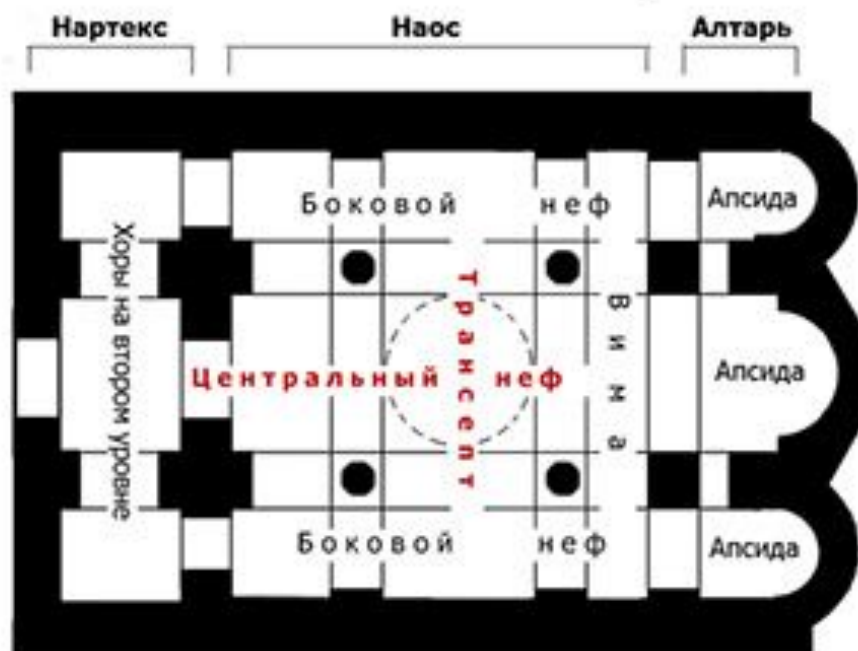 Нартекс
Наос
Алтарь
Боковой неф
Апсида
Хоры на втором уровне
Трансепт
Вима
Центральный неф
Апсида
Боковой неф
Апсида